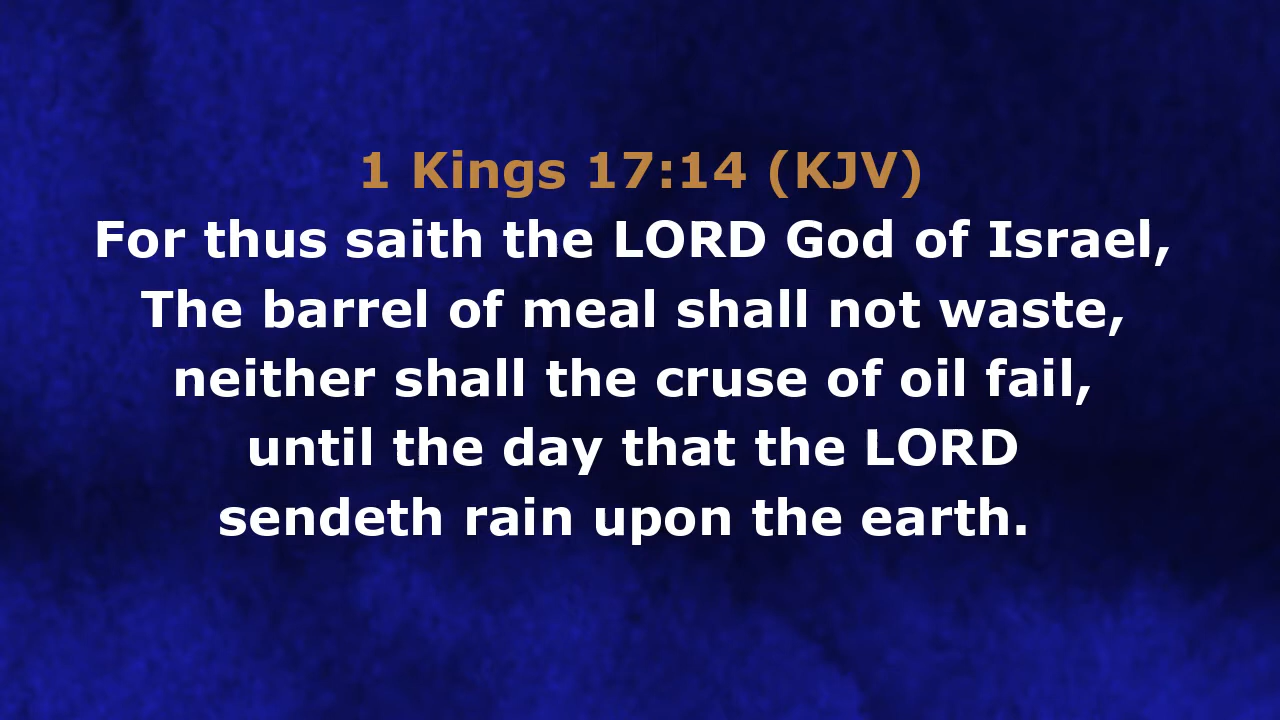 1 Kings 17:14 (KJV)
For thus saith the LORD God of Israel,
The barrel of meal shall not waste,
neither shall the cruse of oil fail,
until the day that the LORD
sendeth rain upon the earth.